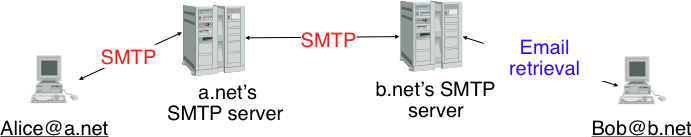 SMTP
SMTP
Email
retrieval
a.net's
SMTP server
b.net's SMTP
server
Alice@a.net
Bob@b.net